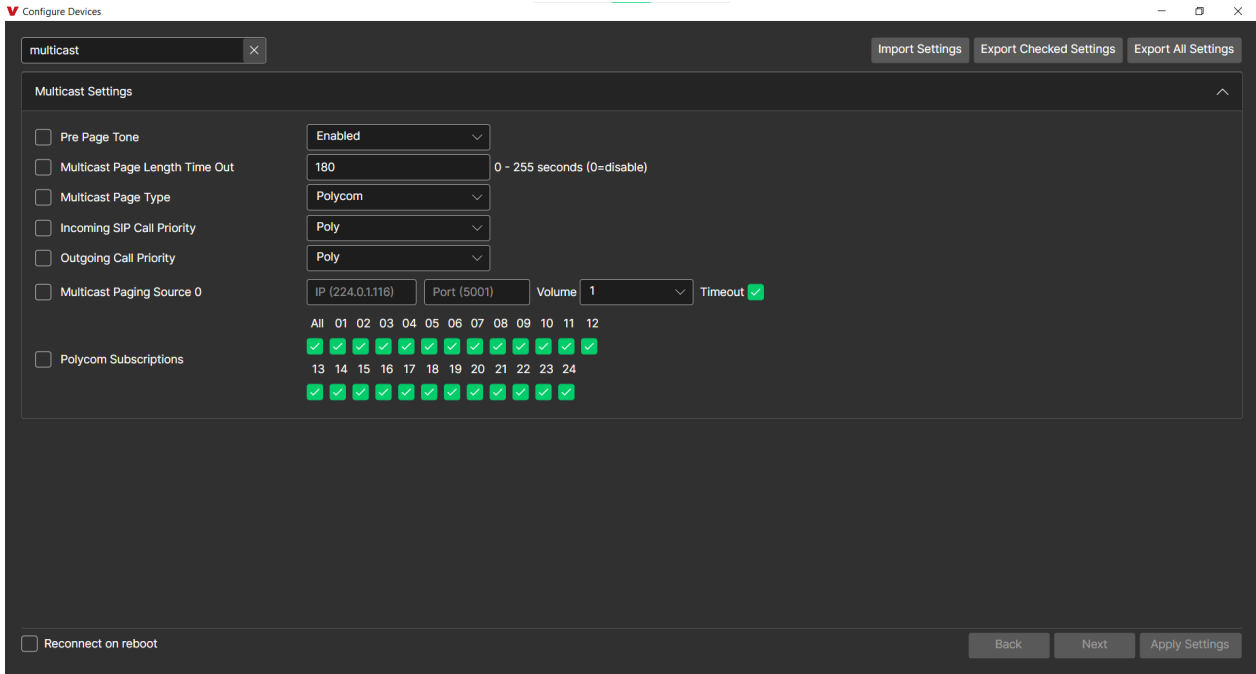 Configure Devices
multicast
Import Settings Export Checked Settings Export All Settings
Multicast Settings
Pre Page Tone Enabled
Multicast Page Length Time Out 180 0 - 255 seconds (0=disable)
Multicast Page Type Polycom
Incoming SIP Call Priority Poly
Outgoing Call Priority Poly
Multicast Paging Source 0 IP (224.0.1.116) Port (5001) Volume 1 Timeout
All 01 02 03 04 05 06 07 08 09 10 11 12
Polycom Subscriptions
13 14 15 16 17 18 19 20 21 22 23 24
Reconnect on reboot Back Next Apply Settings